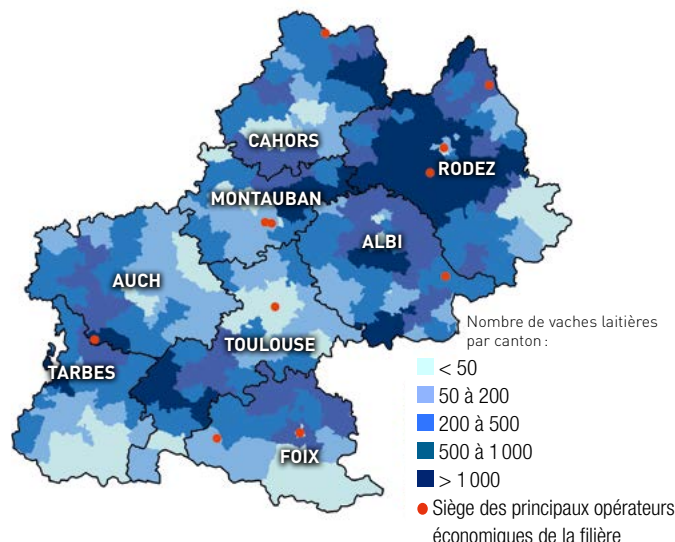 CAHORS
RODEZ
MONTAUBAN
ALBI
AUCH
TOULOUSE
TARBES
FOIX
Nombre de vaches laitières
par canton :
< 50
50 à 200
200 à 500
500 à 1 000
> 1 000
Siège des principaux opérateurs
économiques de la filière